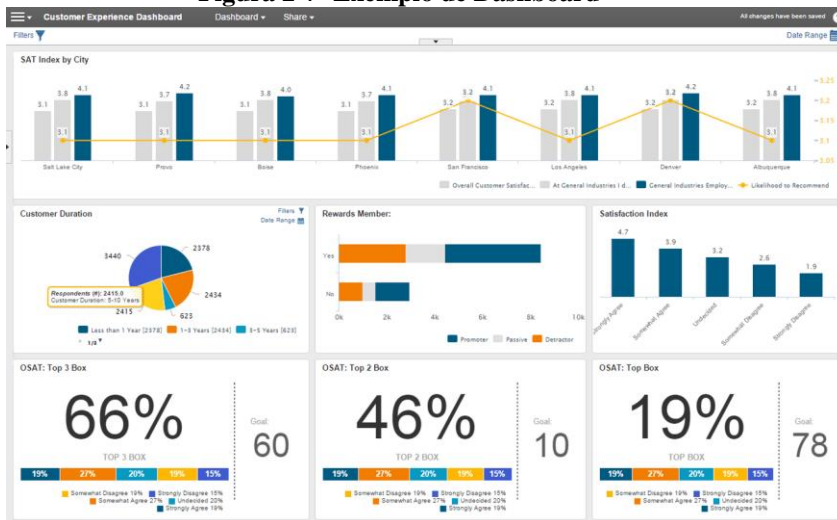 Customer Experience Dashboard Dashboard Share All changes have been saved
Filters Date Range
SAT Index by City
3.1 3.8 4.1 3.1 3.7 4.2 3.1 3.8 4.0 3.1 3.7 4.1 3.2 3.2 4.1 3.2 3.8 4.1 3.2 3.2 4.2 3.2 3.8 4.1
3.1 3.1 3.1 3.1 3.1 3.1
3.25
3.2
3.1
3.05
Salt Lake City Provo Boise Phoenix San Francisco Los Angeles Denver Albuquerque
Overall Customer Satisfac... At General Industries I d... General Industries Employ... Likelihood to Recommend
Customer Duration
Filters
Date Range
3440
2378
2434
623
2415
Respondents (#): 2415.0
Customer Duration: 5-10 Years
Less than 1 Year [2378] 1-3 Years [2434] 3-5 Years [623]
Rewards Member:
Yes
No
0k 2k 4k 6k 8k 10k
Promoter Passive Detractor
Satisfaction Index
4.7 3.9 3.2 2.6 1.9
Strongly Agree Somewhat Agree Undecided Somewhat Disagree Strongly Disagree
OSAT: Top 3 Box
66%
TOP 3 BOX
Goal:
60
19% 27% 20% 19% 15%
Somewhat Disagree 19% Strongly Disagree 15%
Somewhat Agree 27% Undecided 20%
Strongly Agree 19%
OSAT: Top 2 Box
46%
TOP 2 BOX
Goal:
10
19% 27% 20% 19% 15%
Somewhat Disagree 19% Strongly Disagree 15%
Somewhat Agree 27% Undecided 20%
Strongly Agree 19%
OSAT: Top Box
19%
TOP BOX
Goal:
78
19% 27% 20% 19% 15%
Somewhat Disagree 19% Strongly Disagree 15%
Somewhat Agree 27% Undecided 20%
Strongly Agree 19%